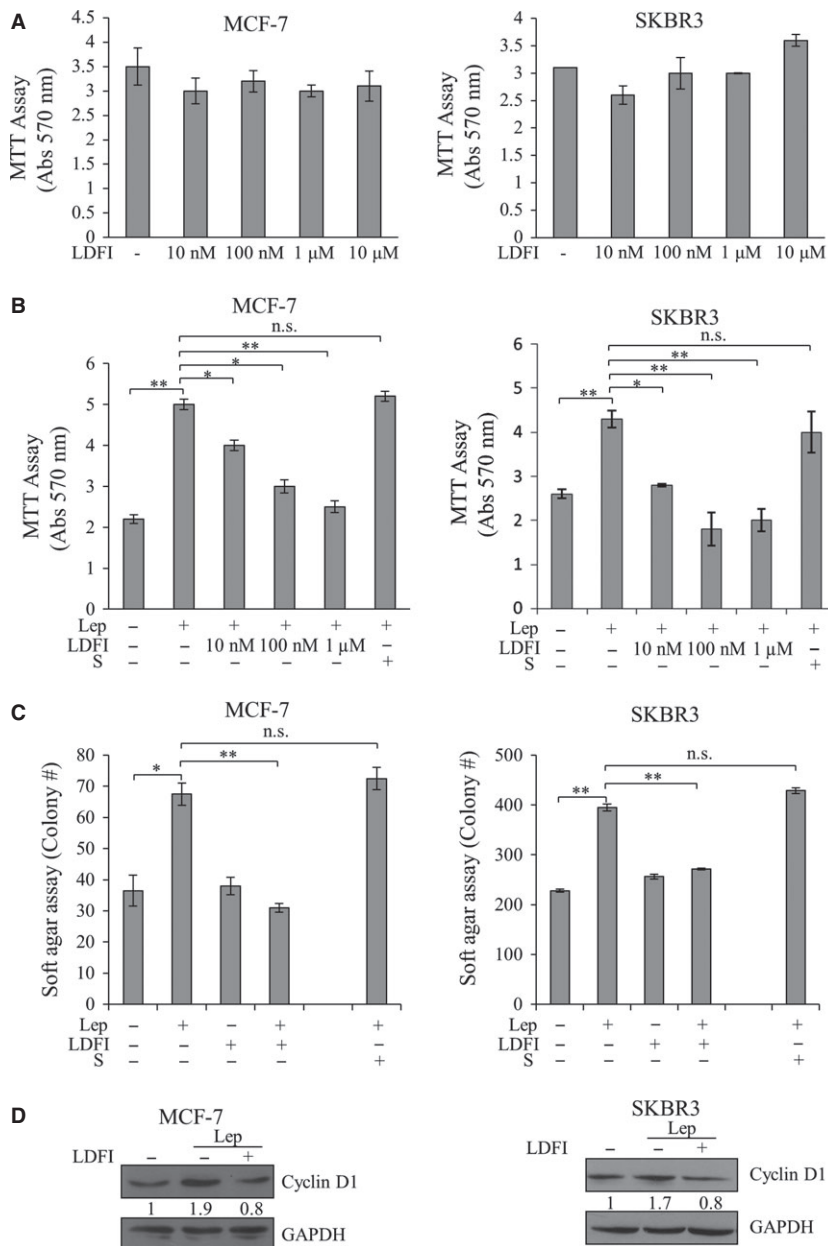 A
MCF-7
SKBR3
MTT Assay
(Abs 570 nm)
4.5
4
3.5
3
2.5
2
1.5
1
0.5
0
LDFI - 10 nM 100 nM 1 µM 10 µM
MTT Assay
(Abs 570 nm)
4
3.5
3
2.5
2
1.5
1
0.5
0
LDFI - 10 nM 100 nM 1 µM 10 µM
B
MCF-7
n.s.
**
*
** *
MTT Assay
(Abs 570 nm)
6
5
4
3
2
1
0
Lep – + + + + +
LDFI – – 10 nM 100 nM 1 µM –
S – – – – – +
SKBR3
n.s.
**
**
** *
MTT Assay
(Abs 570 nm)
6
5
4
3
2
1
0
Lep – + + + + +
LDFI – – 10 nM 100 nM 1 µM –
S – – – – – +
C
MCF-7
n.s.
* **
Soft agar assay (Colony #)
80
70
60
50
40
30
20
10
0
Lep – + – + +
LDFI – – + + –
S – – – – +
SKBR3
n.s.
** **
Soft agar assay (Colony #)
500
400
300
200
100
0
Lep – + – + +
LDFI – – + + –
S – – – – +
D
MCF-7
Lep
LDFI – – +
Cyclin D1
1 1.9 0.8
GAPDH
SKBR3
Lep
LDFI – – +
Cyclin D1
1 1.7 0.8
GAPDH